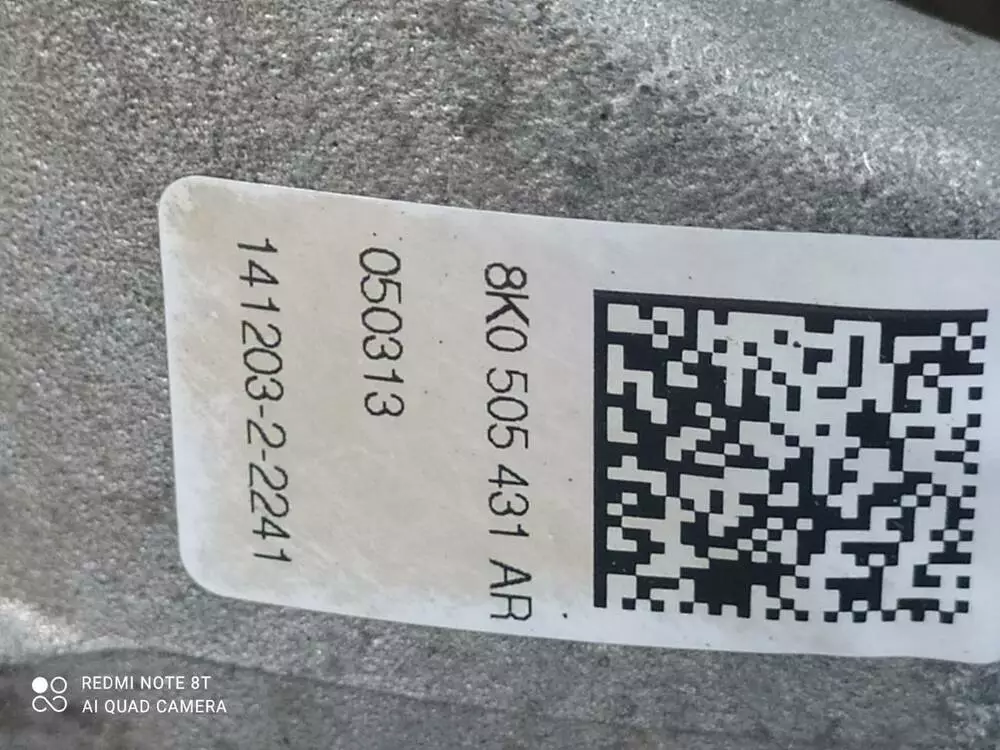 8K0 505 431 AR
050313
141203-2-2241
REDMI NOTE 8T
AI QUAD CAMERA